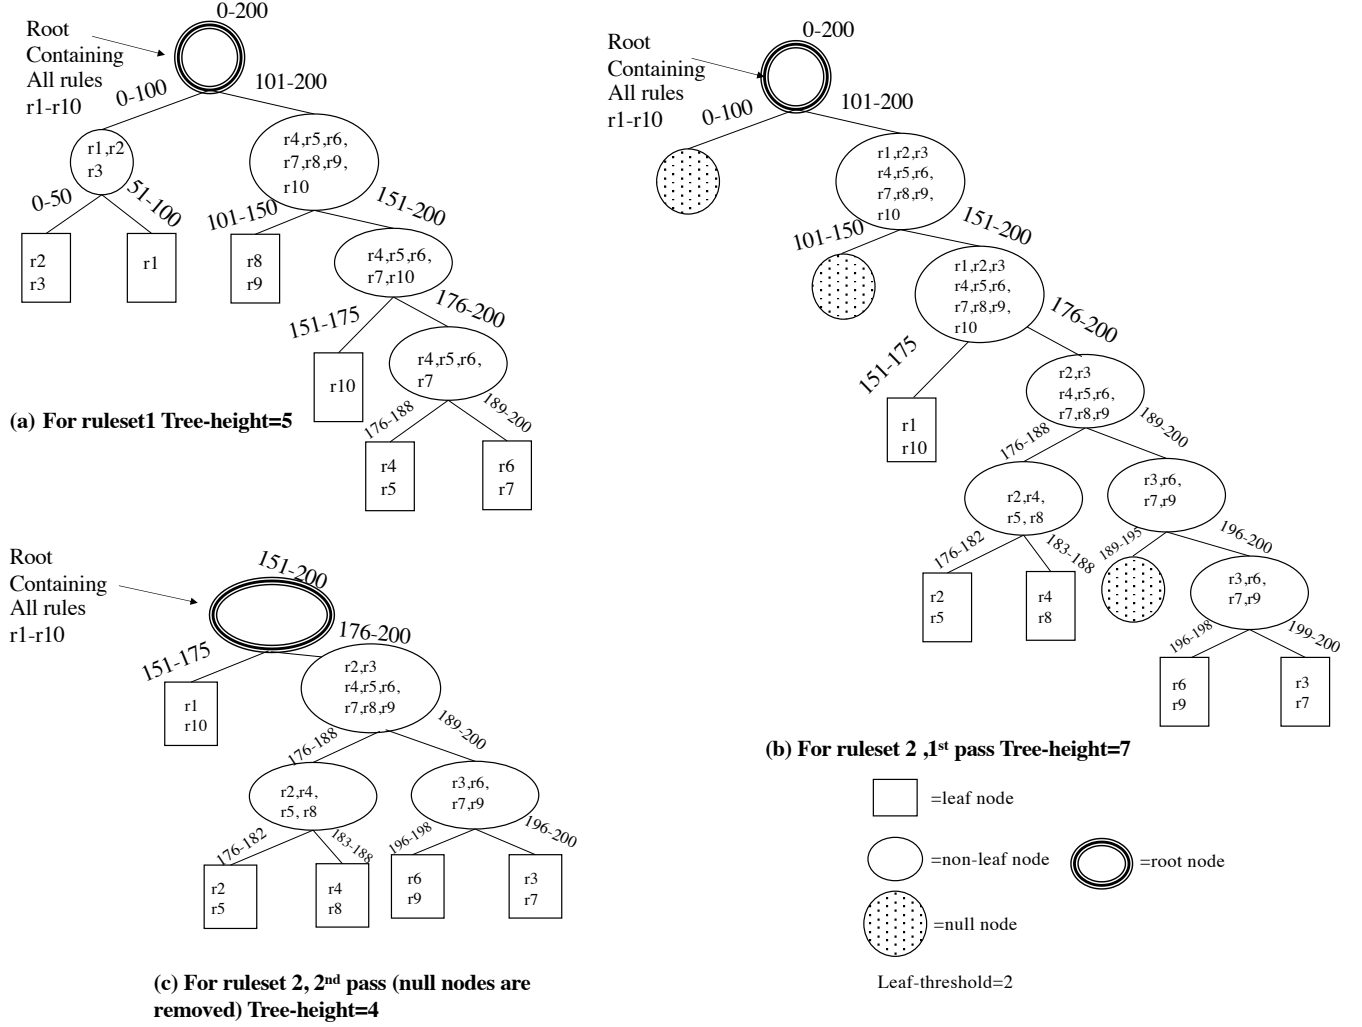 0-200
Root
Containing
All rules
r1-r10
0-100
101-200
r1,r2
r3
r4,r5,r6,
r7,r8,r9,
r10
0-50
51-100
101-150
151-200
r2
r3
r1
r8
r9
r4,r5,r6,
r7,r10
151-175
176-200
r10
r4,r5,r6,
r7
176-188
189-200
r4
r5
r6
r7
(a) For ruleset1 Tree-height=5
0-200
Root
Containing
All rules
r1-r10
0-100
101-200
r1,r2,r3
r4,r5,r6,
r7,r8,r9,
r10
101-150
151-200
r1,r2,r3
r4,r5,r6,
r7,r8,r9,
r10
151-175
176-200
r1
r10
r2,r3
r4,r5,r6,
r7,r8,r9
176-188
189-200
r2,r4,
r5, r8
r3,r6,
r7,r9
176-182
183-188
189-195
196-200
r2
r5
r4
r8
r3,r6,
r7,r9
196-198
199-200
r6
r9
r3
r7
(b) For ruleset 2 ,1st pass Tree-height=7
Root
Containing
All rules
r1-r10
151-200
151-175
176-200
r1
r10
r2,r3
r4,r5,r6,
r7,r8,r9
176-188
189-200
r2,r4,
r5, r8
r3,r6,
r7,r9
176-182
183-188
196-198
196-200
r2
r5
r4
r8
r6
r9
r3
r7
(c) For ruleset 2, 2nd pass (null nodes are
removed) Tree-height=4
=leaf node
=non-leaf node
=root node
=null node
Leaf-threshold=2